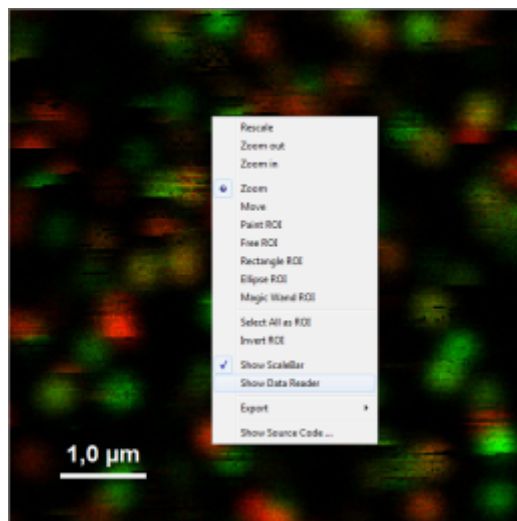 Rescale
Zoom out
Zoom in
Zoom
Move
Paint ROI
Free ROI
Rectangle ROI
Ellipse ROI
Magic Wand ROI
Select All as ROI
Invert ROI
Show ScaleBar
Show Data Reader
Export
Show Source Code ...
1,0 µm